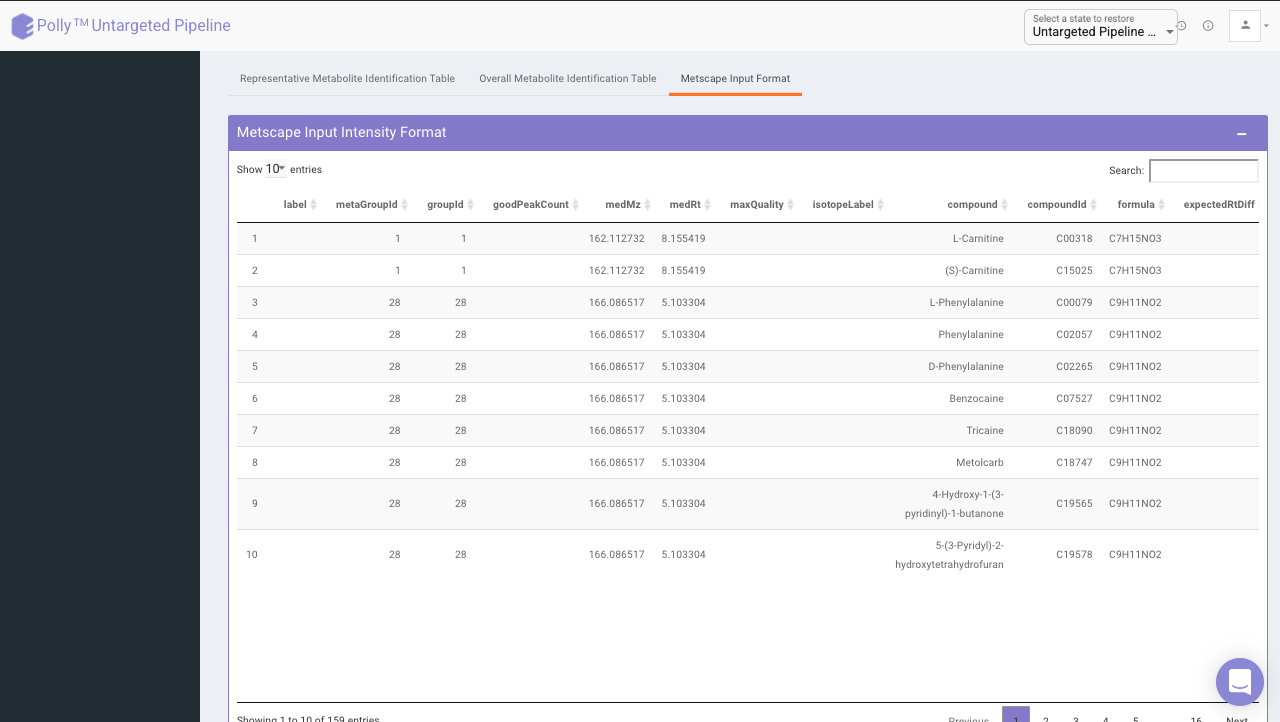 Polly™ Untargeted Pipeline
Select a state to restore
Untargeted Pipeline ...
Representative Metabolite Identification Table Overall Metabolite Identification Table Metscape Input Format
Metscape Input Intensity Format
Show 10 entries Search:
label metaGroupId groupId goodPeakCount medMz medRt maxQuality isotopeLabel compound compoundId formula expectedRtDiff
1 1 1 162.112732 8.155419 L-Carnitine C00318 C7H15NO3
2 1 1 162.112732 8.155419 (S)-Carnitine C15025 C7H15NO3
3 28 28 166.086517 5.103304 L-Phenylalanine C00079 C9H11NO2
4 28 28 166.086517 5.103304 Phenylalanine C02057 C9H11NO2
5 28 28 166.086517 5.103304 D-Phenylalanine C02265 C9H11NO2
6 28 28 166.086517 5.103304 Benzocaine C07527 C9H11NO2
7 28 28 166.086517 5.103304 Tricaine C18090 C9H11NO2
8 28 28 166.086517 5.103304 Metolcarb C18747 C9H11NO2
9 28 28 166.086517 5.103304 4-Hydroxy-1-(3-
pyridinyl)-1-butanone C19565 C9H11NO2
10 28 28 166.086517 5.103304 5-(3-Pyridyl)-2-
hydroxytetrahydrofuran C19578 C9H11NO2
Showing 1 to 10 of 159 entries Previous 1 2 3 4 5 16 Next